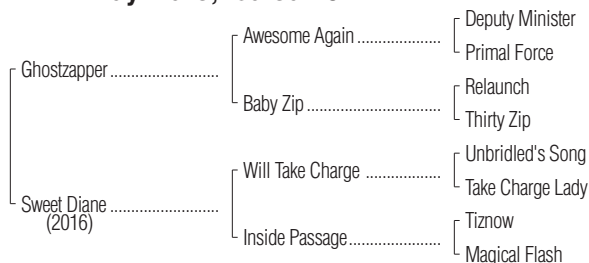 Deputy Minister
Awesome Again
Primal Force
Ghostzapper
Relaunch
Baby Zip
Thirty Zip
Unbridled's Song
Will Take Charge
Take Charge Lady
Sweet Diane
(2016)
Tiznow
Inside Passage
Magical Flash